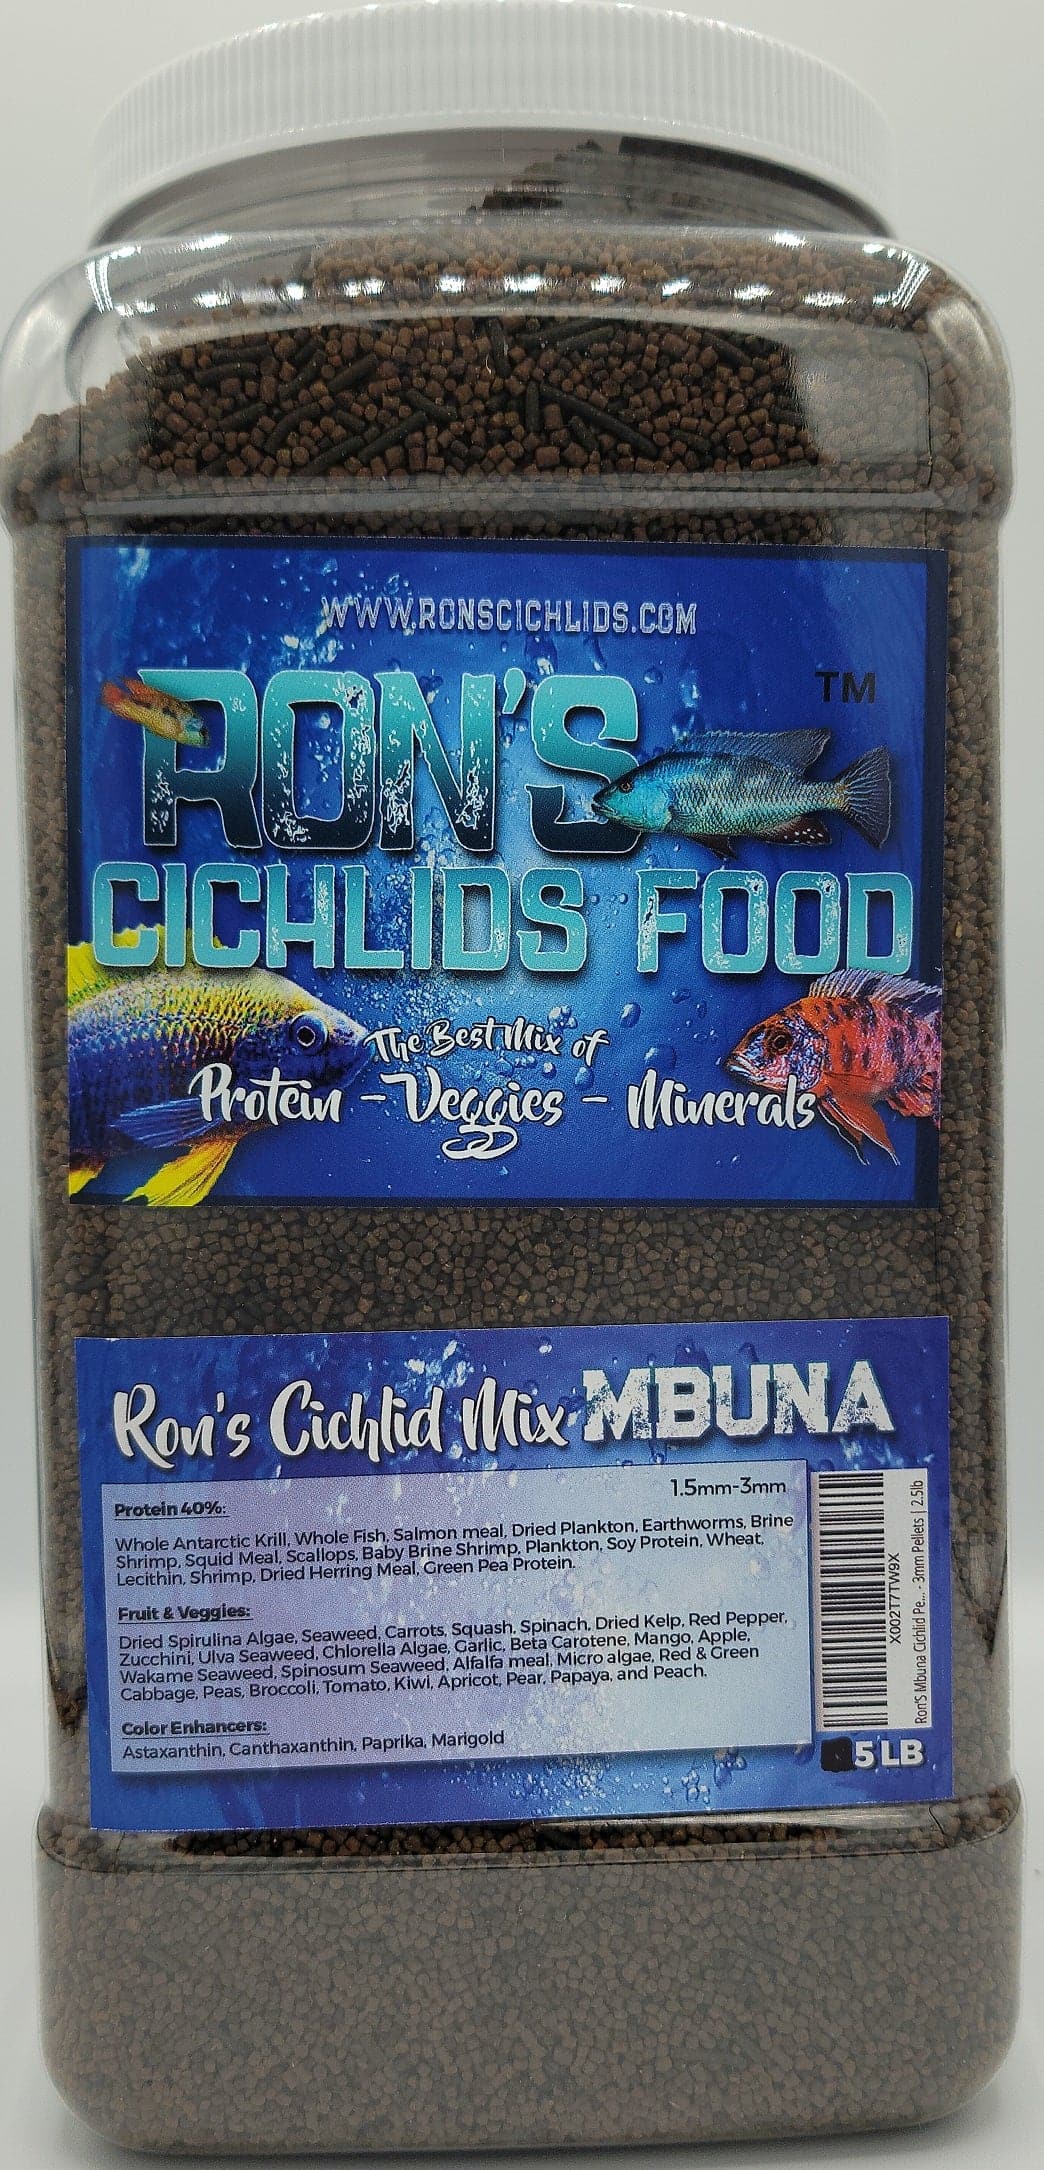 WWW.RONSCICHLIDS.COM
RON'S
TM
CICHLIDS FOOD
The Best Mix of
Protein - Veggies - Minerals
Ron's Cichlid Mix MBUNA
1.5mm-3mm
Protein 40%:
Whole Antarctic Krill, Whole Fish, Salmon meal, Dried Plankton, Earthworms, Brine
Shrimp, Squid Meal, Scallops, Baby Brine Shrimp, Plankton, Soy Protein, Wheat,
Lecithin, Shrimp, Dried Herring Meal, Green Pea Protein.
Fruit & Veggies:
Dried Spirulina Algae, Seaweed, Carrots, Squash, Spinach, Dried Kelp, Red Pepper,
Zucchini, Ulva Seaweed, Chlorella Algae, Garlic, Beta Carotene, Mango, Apple,
Wakame Seaweed, Spinosum Seaweed, Alfalfa meal, Micro algae, Red & Green
Cabbage, Peas, Broccoli, Tomato, Kiwi, Apricot, Pear, Papaya, and Peach.
Color Enhancers:
Astaxanthin, Canthaxanthin, Paprika, Marigold
X002T7TW9X
Ron'S Mbuna Cichlid Pe... - 3mm Pellets | 2.5lb
5 LB